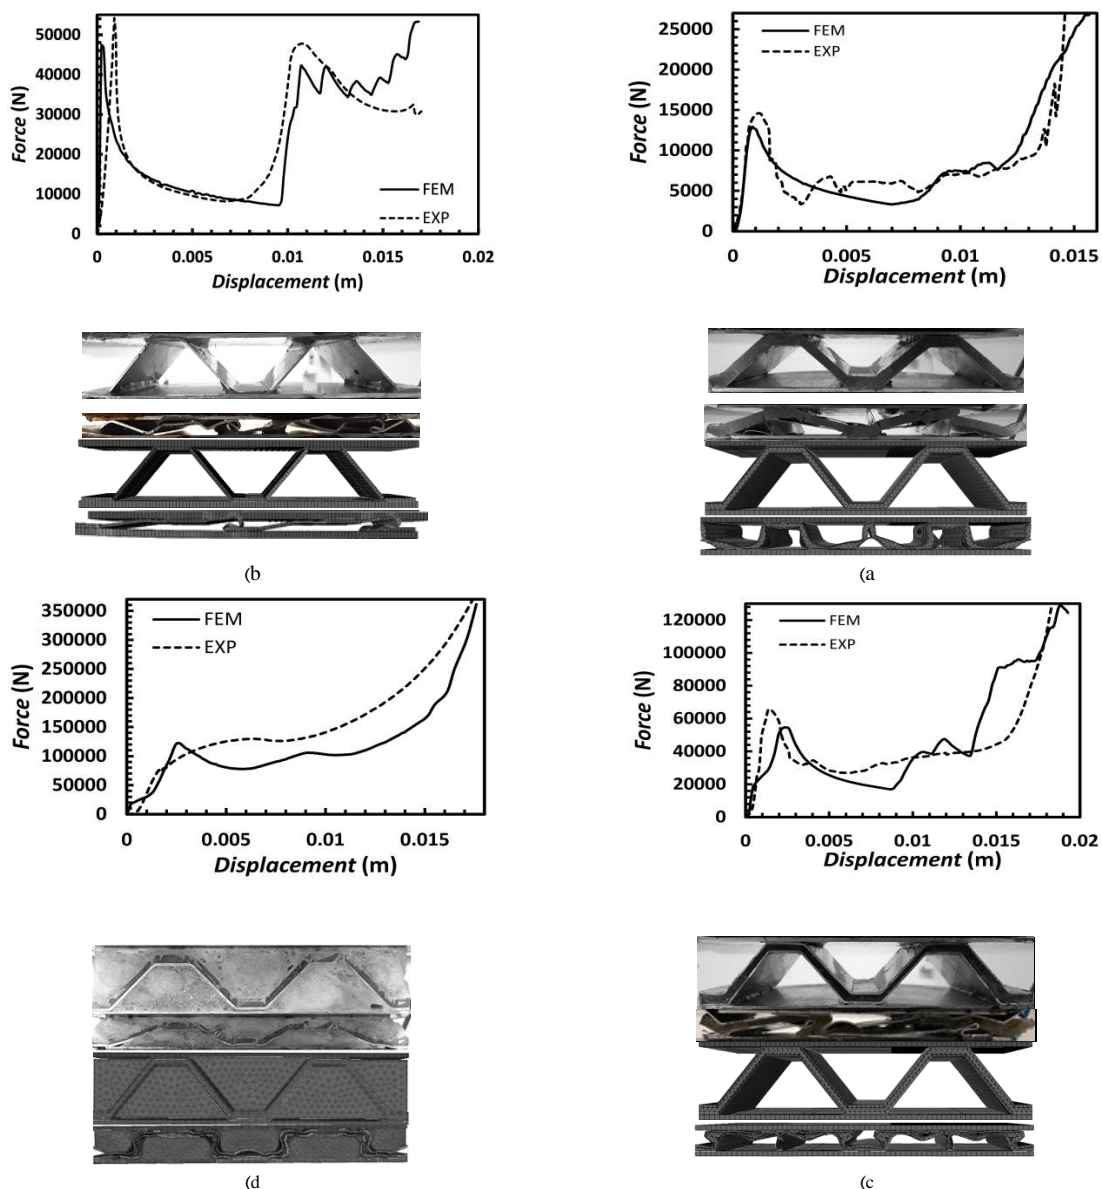 50000
40000
30000
20000
10000
0
Force (N)
FEM
EXP
0 0.005 0.01 0.015 0.02
Displacement (m)
25000
20000
15000
10000
5000
0
Force (N)
FEM
EXP
0 0.005 0.01 0.015
Displacement (m)
(b
(a
350000
300000
250000
200000
150000
100000
50000
0
Force (N)
FEM
EXP
0 0.005 0.01 0.015
Displacement (m)
120000
100000
80000
60000
40000
20000
0
Force (N)
FEM
EXP
0 0.005 0.01 0.015 0.02
Displacement (m)
(d
(c